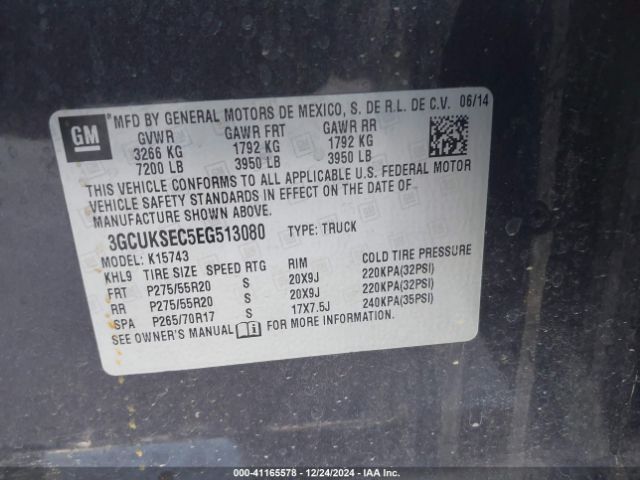 GM
*MFD BY GENERAL MOTORS DE MEXICO, S. DE R.L. DE C.V. 06/14
GVWR GAWR FRT GAWR RR
3266 KG 1792 KG 1792 KG
7200 LB 3950 LB 3950 LB
THIS VEHICLE CONFORMS TO ALL APPLICABLE U.S. FEDERAL MOTOR
VEHICLE SAFETY STANDARDS IN EFFECT ON THE DATE OF
MANUFACTURE SHOWN ABOVE.
3GCUKSEC5EG513080 TYPE: TRUCK
MODEL: K15743
KHL9 TIRE SIZE SPEED RTG RIM COLD TIRE PRESSURE
FRT P275/55R20 S 20X9J 220KPA(32PSI)
RR P275/55R20 S 20X9J 220KPA(32PSI)
SPA P265/70R17 S 17X7.5J 240KPA(35PSI)
SEE OWNER'S MANUAL FOR MORE INFORMATION.
000-41165578 - 12/24/2024 - IAA Inc.